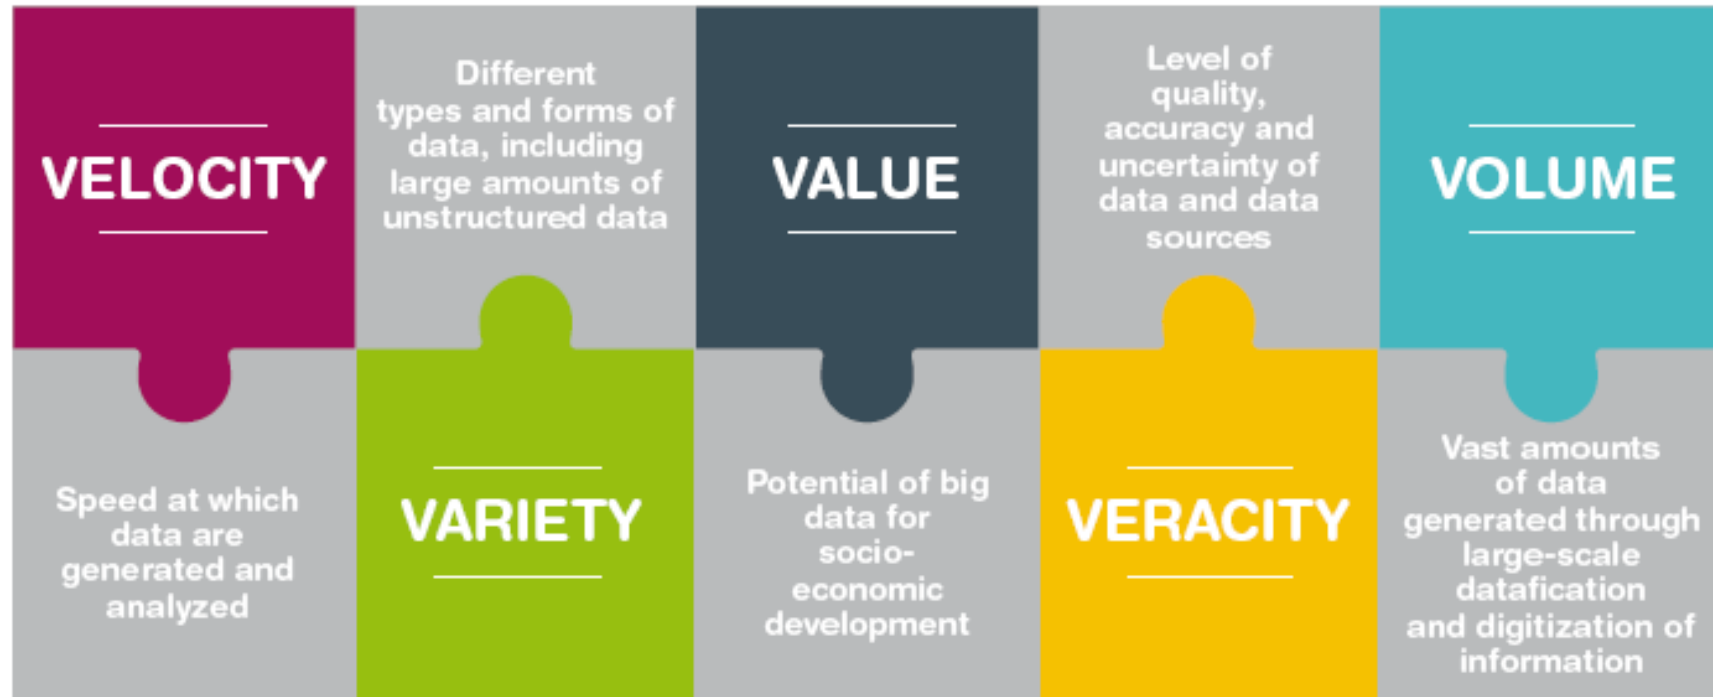 VELOCITY
Speed at which
data are
generated and
analyzed
Different
types and forms of
data, including
large amounts of
unstructured data
VARIETY
VALUE
Potential of big
data for
socio-
economic
development
Level of
quality,
accuracy and
uncertainty of
data and data
sources
VERACITY
VOLUME
Vast amounts
of data
generated through
large-scale
datafication
and digitization of
information